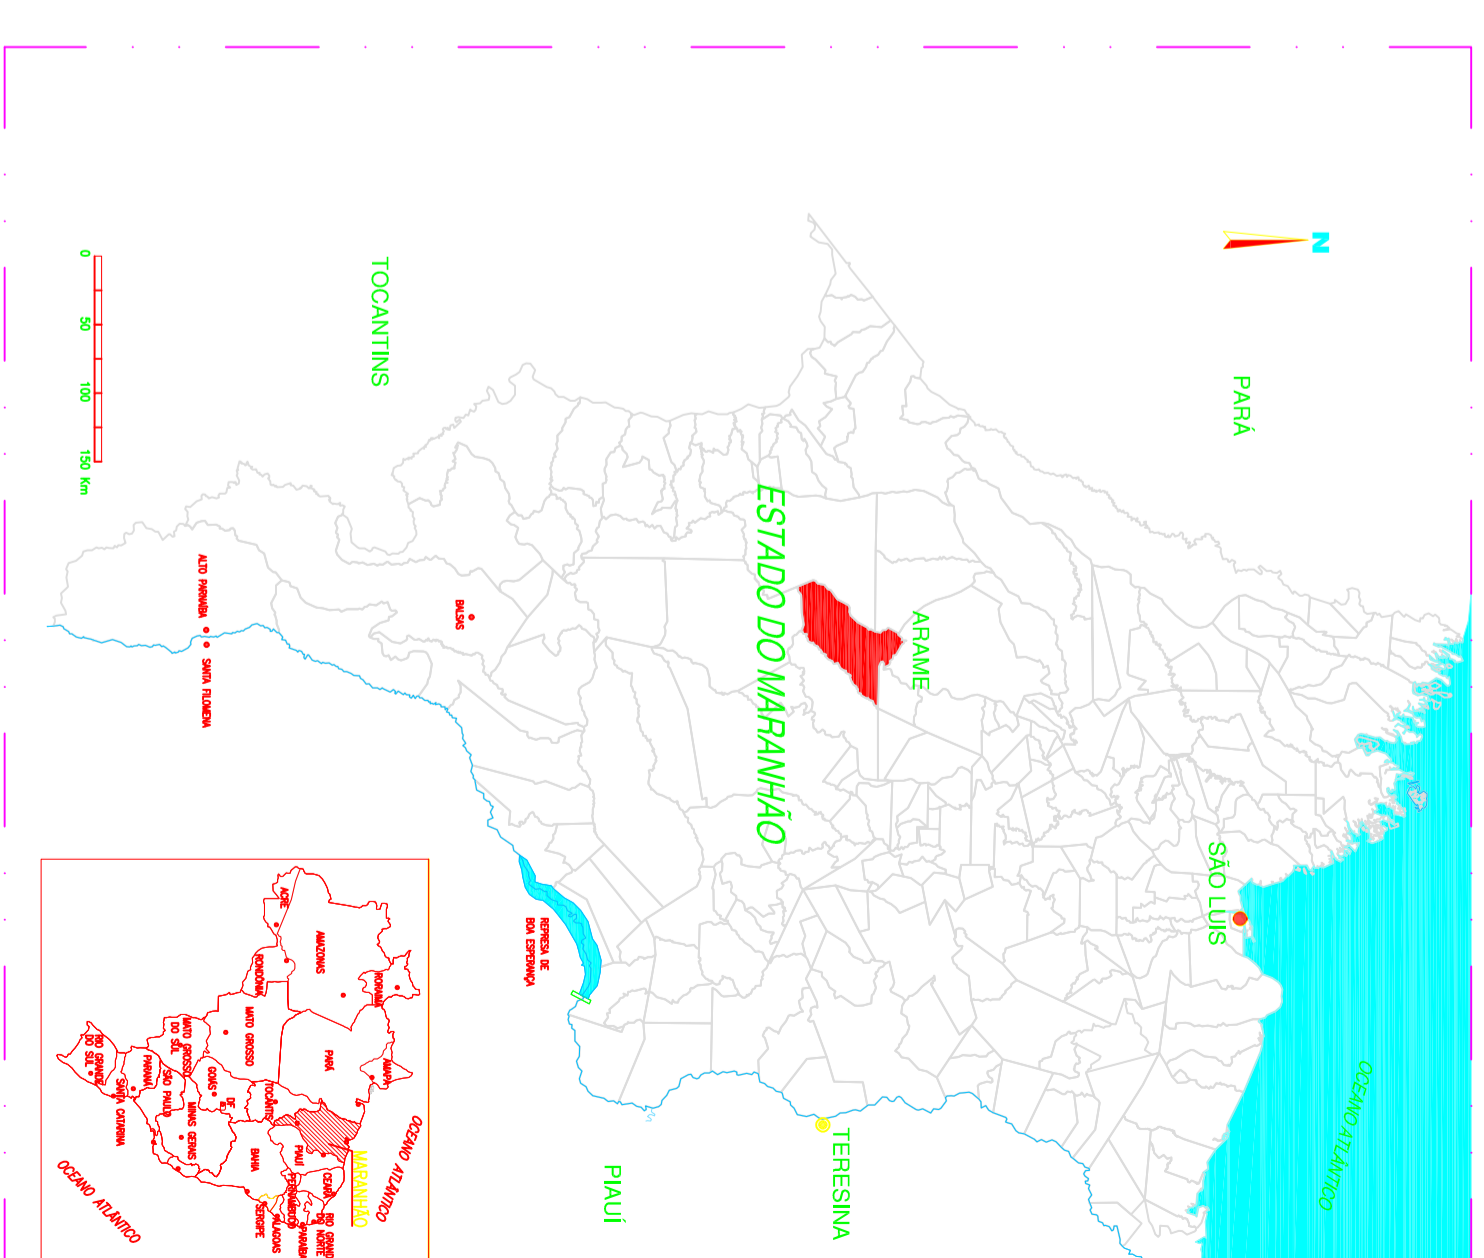 N
PARÁ
TOCANTINS
0 50 100 150 Km
ESTADO DO MARANHÃO
ARAME
SÃO LUIS
OCEANO ATLÂNTICO
BALSAS
ALTO PARNAÍBA
SANTA FILOMENA
REPRESA DE
BOA ESPERANÇA
TERESINA
PIAUÍ
ACRE
AMAZONAS
RORAIMA
RONDÔNIA
MATO GROSSO
PARÁ
AMAPÁ
MATO GROSSO
DO SUL
GOIÁS
DF
TOCÂNTIS
RIO GRANDE
DO SUL
PARANÁ
SÃO PAULO
SANTA CATARINA
MINAS GERAIS
BAHIA
PIAUÍ
CEARÁ
PERNAMBUCO
RIO GRAND
DO NORTE
PARAÍBA
ALAGOAS
SERGIPE
MARANHÃO
OCEANO ATLÂNTICO
OCEANO ATLÂNTICO